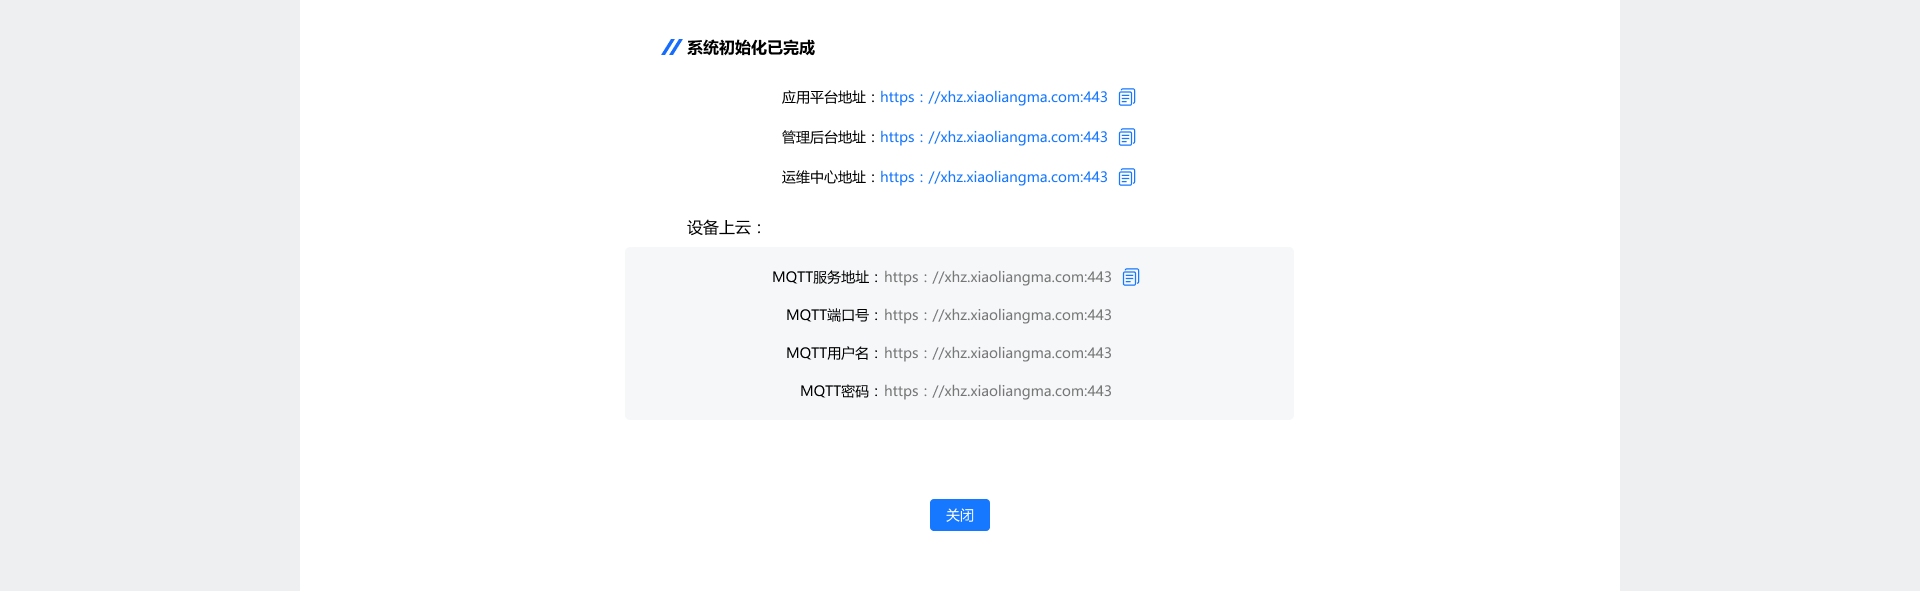 系统初始化已完成
应用平台地址：https：//xhz.xiaoliangma.com:443
管理后台地址：https：//xhz.xiaoliangma.com:443
运维中心地址：https：//xhz.xiaoliangma.com:443
设备上云：
MQTT服务地址：https：//xhz.xiaoliangma.com:443
MQTT端口号：https：//xhz.xiaoliangma.com:443
MQTT用户名：https：//xhz.xiaoliangma.com:443
MQTT密码：https：//xhz.xiaoliangma.com:443
关闭